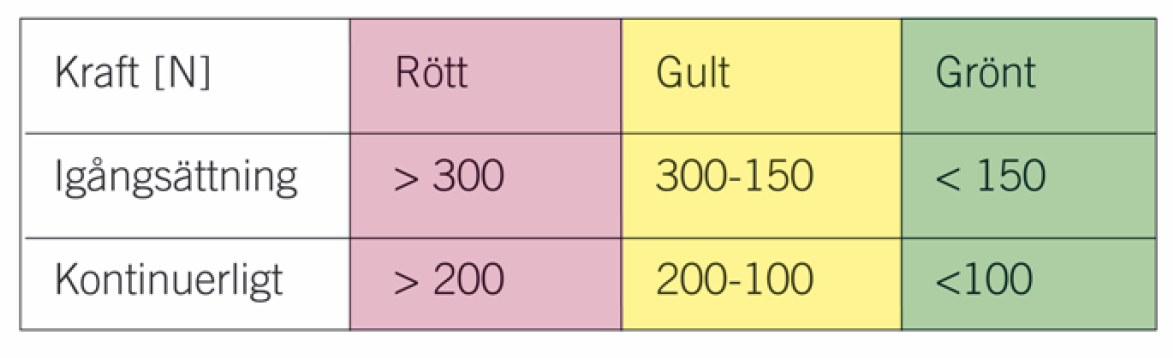 Kraft [N] Rött Gult Grönt
Igångsättning > 300 300-150 < 150
Kontinuerligt > 200 200-100 <100